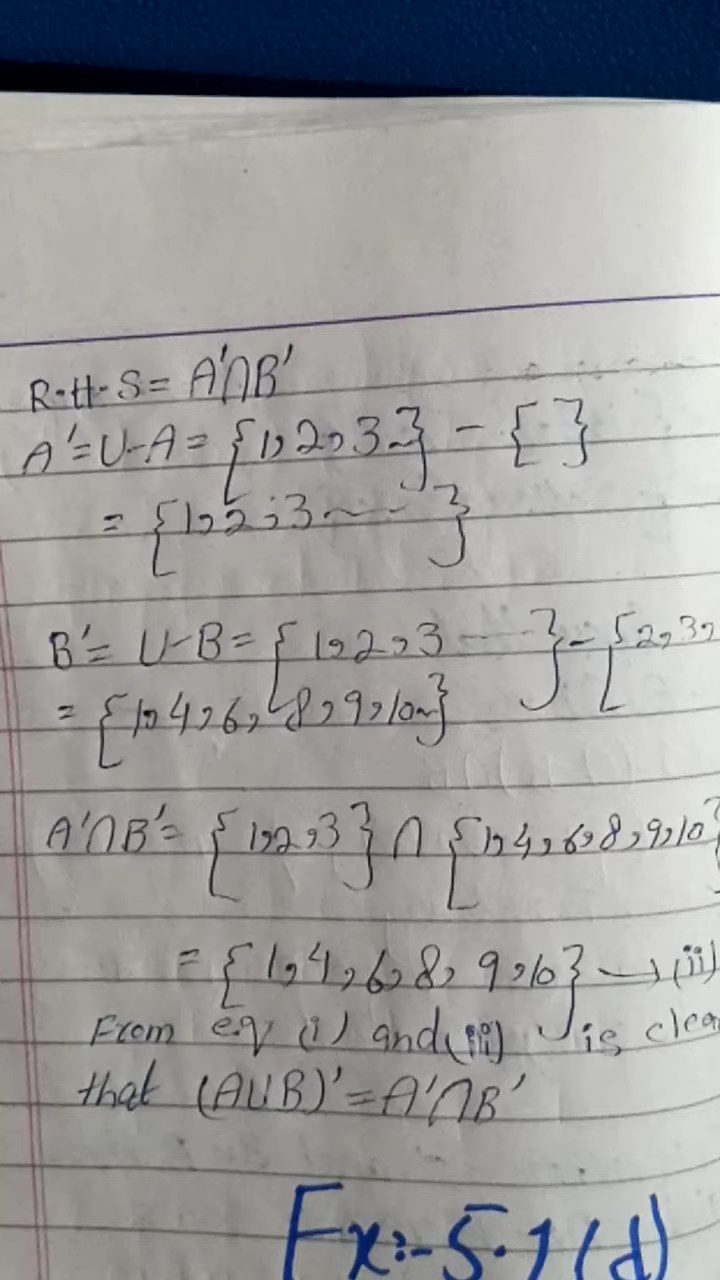 R.H.S = A'∩B'
A' = U-A = {1,2,3~} - { }
= {1,2,3~--}
B' = U-B = {1,2,3 ----} - {2,3,
= {1,4,6,8,9,10~}
A'∩B' = {1,2,3} ∩ {1,4,6,8,9,10}
= {1,4,6,8,9,10} → (ii)
From eq (i) and (ii) is clea
that (A∪B)' = A'∩B'
Ex:- 5.1 (d)